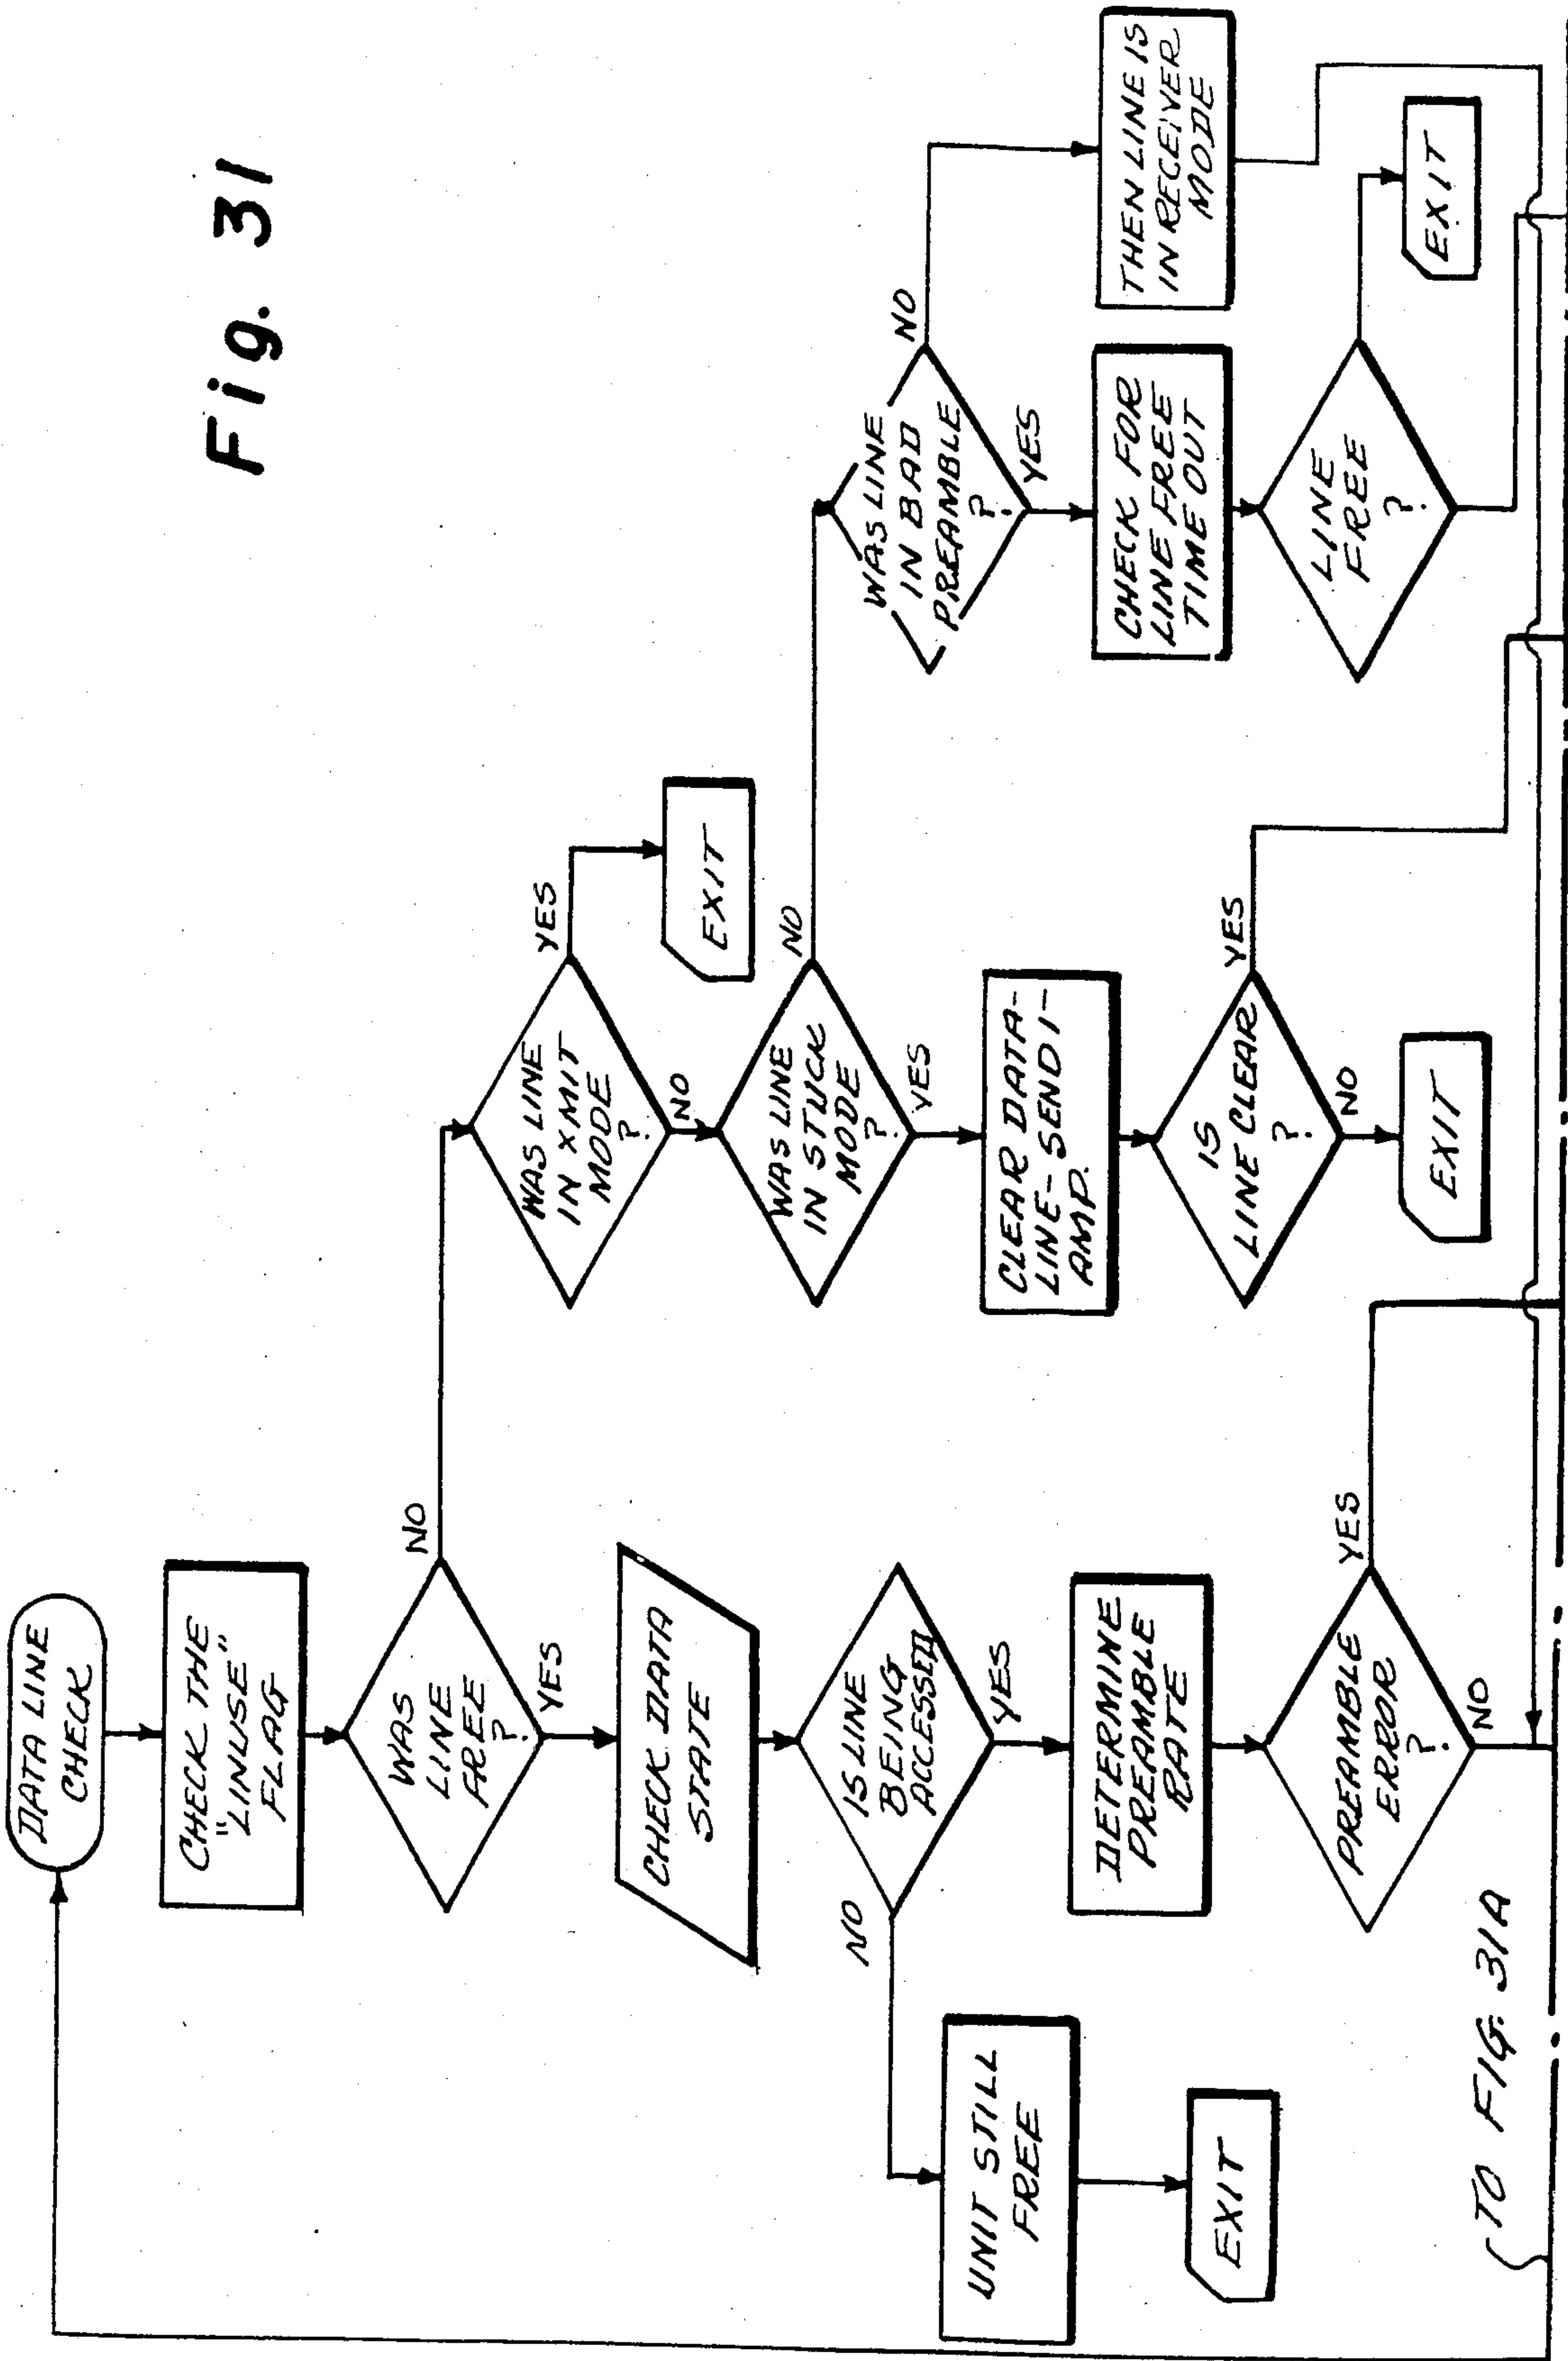 Fig. 31
DATA LINE
CHECK
CHECK THE
"LINUSE"
FLAG
WAS
LINE
FREE
?
NO
YES
CHECK DATA
STATE
IS LINE
BEING
ACCESSED
NO
YES
UNIT STILL
FREE
EXIT
DETERMINE
PREAMBLE
RATE
PREAMBLE
ERROR
?
YES
NO
WAS LINE
IN XMIT
MODE
?
YES
NO
EXIT
WAS LINE
IN STUCK
MODE
?
NO
YES
CLEAR DATA-
LINE-SEND 1-
AMP.
IS
LINE CLEAR
?
YES
NO
EXIT
WAS LINE
IN BAD
PREAMBLE
?
NO
YES
THEN LINE IS
IN RECEIVER
MODE
CHECK FOR
LINE FREE
TIME OUT
LINE
FREE
?
EXIT
TO FIG. 31A